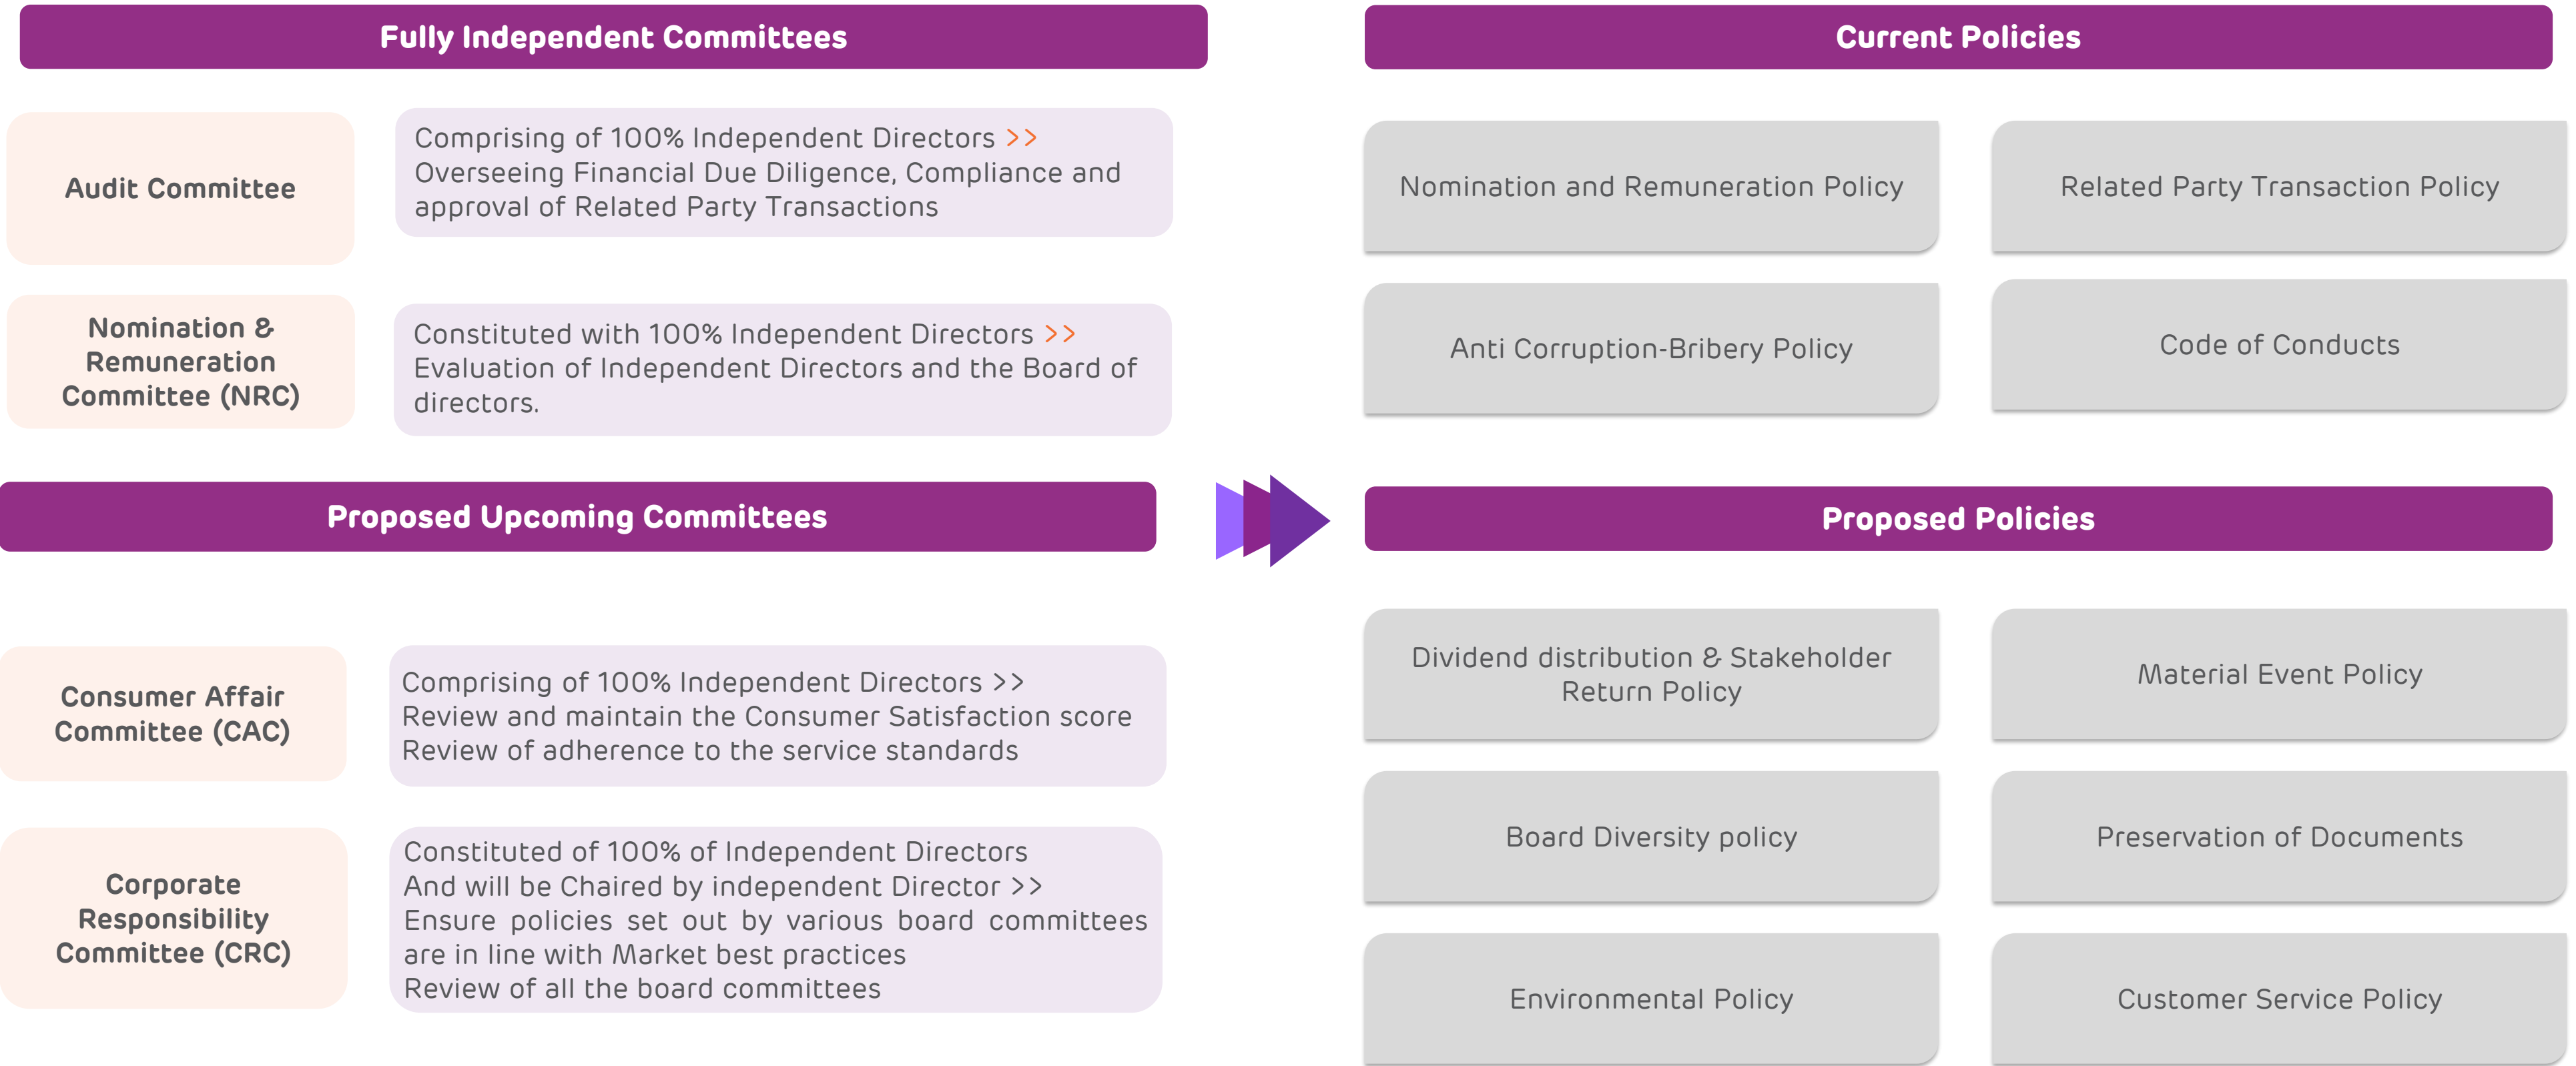 Fully Independent Committees
Audit Committee
Comprising of 100% Independent Directors >>
Overseeing Financial Due Diligence, Compliance and
approval of Related Party Transactions
Nomination &
Remuneration
Committee (NRC)
Constituted with 100% Independent Directors >>
Evaluation of Independent Directors and the Board of
directors.
Proposed Upcoming Committees
Consumer Affair
Committee (CAC)
Comprising of 100% Independent Directors >>
Review and maintain the Consumer Satisfaction score
Review of adherence to the service standards
Corporate
Responsibility
Committee (CRC)
Constituted of 100% of Independent Directors
And will be Chaired by independent Director >>
Ensure policies set out by various board committees
are in line with Market best practices
Review of all the board committees
Current Policies
Nomination and Remuneration Policy
Related Party Transaction Policy
Anti Corruption-Bribery Policy
Code of Conducts
Proposed Policies
Dividend distribution & Stakeholder
Return Policy
Material Event Policy
Board Diversity policy
Preservation of Documents
Environmental Policy
Customer Service Policy